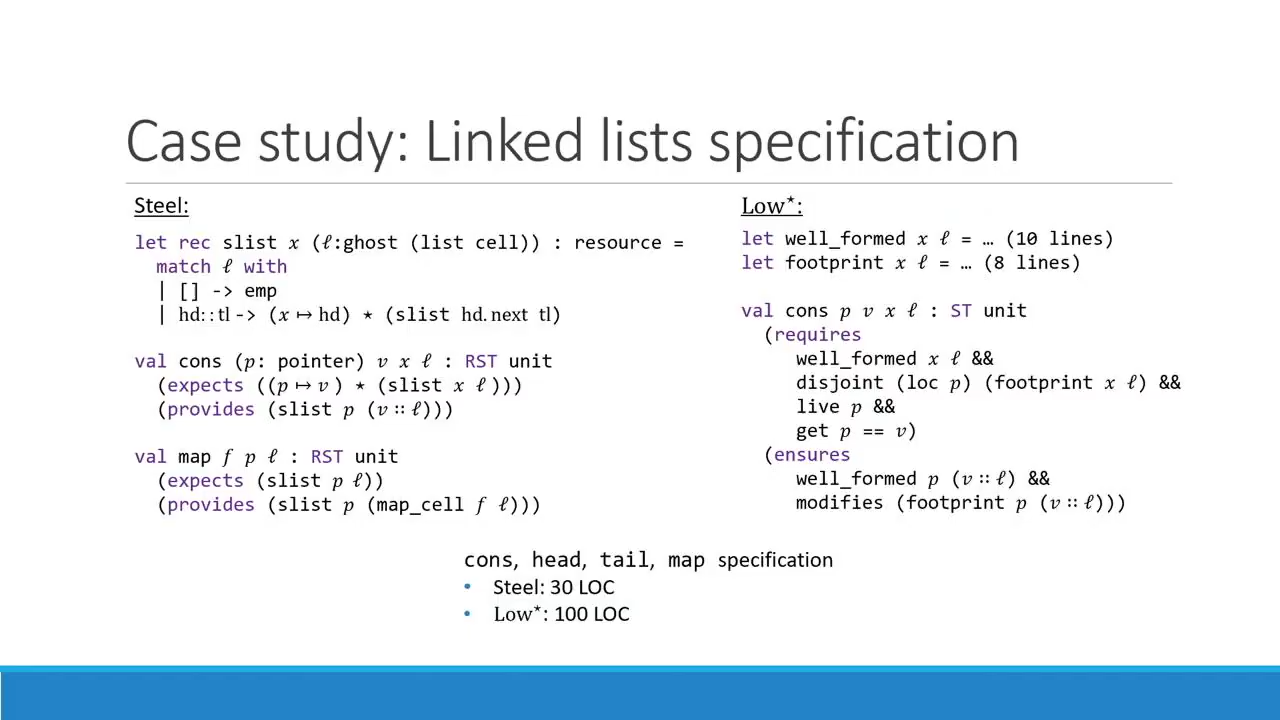 Case study: Linked lists specification
Steel:
let rec slist 𝑥 (ℓ:ghost (list cell)) : resource =
match ℓ with
| [] -> emp
| hd∷tl -> (𝑥 ↦ hd) ⋆ (slist hd.next tl)
val cons (𝑝: pointer) 𝑣 𝑥 ℓ : RST unit
(expects ((𝑝 ↦ 𝑣 ) ⋆ (slist 𝑥 ℓ )))
(provides (slist 𝑝 (𝑣 ∷ ℓ)))
val map 𝑓 𝑝 ℓ : RST unit
(expects (slist 𝑝 ℓ))
(provides (slist 𝑝 (map_cell 𝑓 ℓ)))
Low⋆:
let well_formed 𝑥 ℓ = … (10 lines)
let footprint 𝑥 ℓ = … (8 lines)
val cons 𝑝 𝑣 𝑥 ℓ : ST unit
(requires
well_formed 𝑥 ℓ &&
disjoint (loc 𝑝) (footprint 𝑥 ℓ) &&
live 𝑝 &&
get 𝑝 == 𝑣)
(ensures
well_formed 𝑝 (𝑣 ∷ ℓ) &&
modifies (footprint 𝑝 (𝑣 ∷ ℓ)))
cons, head, tail, map specification
• Steel: 30 LOC
• Low⋆: 100 LOC